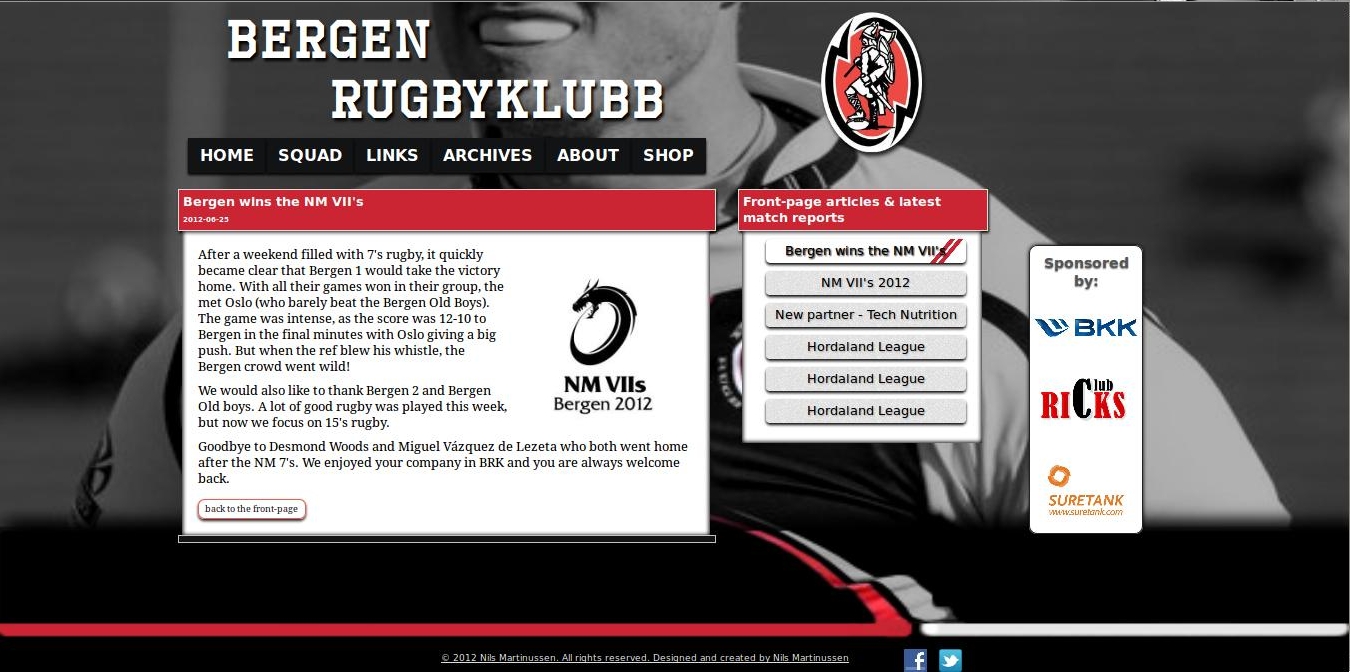 BERGEN
RUGBYKLUBB
HOME SQUAD LINKS ARCHIVES ABOUT SHOP
Bergen wins the NM VII's
2012-06-25
After a weekend filled with 7's rugby, it quickly
became clear that Bergen 1 would take the victory
home. With all their games won in their group, the
met Oslo (who barely beat the Bergen Old Boys).
The game was intense, as the score was 12-10 to
Bergen in the final minutes with Oslo giving a big
push. But when the ref blew his whistle, the
Bergen crowd went wild!
We would also like to thank Bergen 2 and Bergen
Old boys. A lot of good rugby was played this week,
but now we focus on 15's rugby.
Goodbye to Desmond Woods and Miguel Vázquez de Lezeta who both went home
after the NM 7's. We enjoyed your company in BRK and you are always welcome
back.
NM VIIs
Bergen 2012
back to the front-page
Front-page articles & latest
match reports
Bergen wins the NM VII's
NM VII's 2012
New partner - Tech Nutrition
Hordaland League
Hordaland League
Hordaland League
Sponsored
by:
BKK
RICKS
lub
SURETANK
www.suretank.com
© 2012 Nils Martinussen. All rights reserved. Designed and created by Nils Martinussen